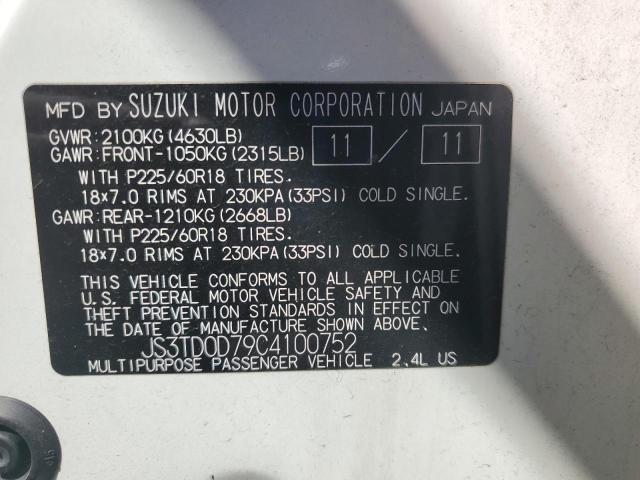 MFD BY SUZUKI MOTOR CORPORATION JAPAN
GVWR:2100KG(4630LB)
GAWR:FRONT-1050KG(2315LB) 11 / 11
WITH P225/60R18 TIRES.
18×7.0 RIMS AT 230KPA(33PSI) COLD SINGLE.
GAWR:REAR-1210KG(2668LB)
WITH P225/60R18 TIRES.
18×7.0 RIMS AT 230KPA(33PSI) COLD SINGLE.
THIS VEHICLE CONFORMS TO ALL APPLICABLE
U.S. FEDERAL MOTOR VEHICLE SAFETY AND
THEFT PREVENTION STANDARDS IN EFFECT ON
THE DATE OF MANUFACTURE SHOWN ABOVE.
JS3TD0D79C4100752
MULTIPURPOSE PASSENGER VEHICLE 2.4L US